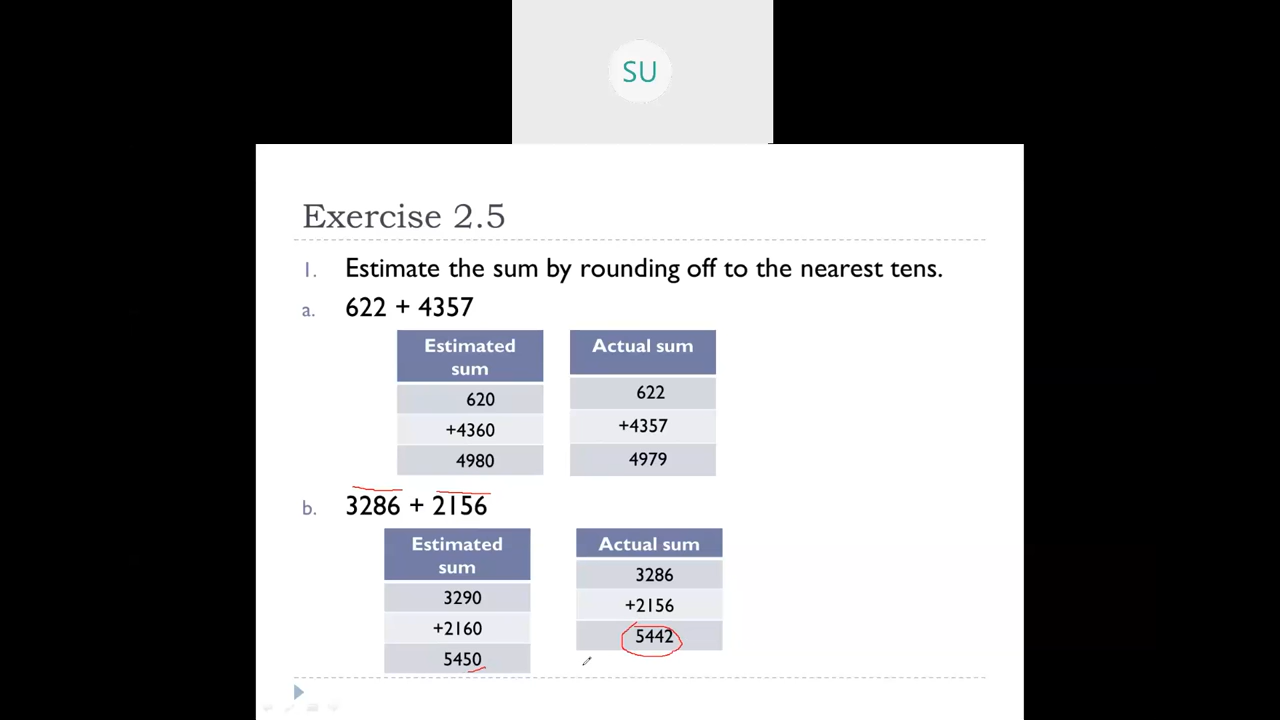 SU
Exercise 2.5
1. Estimate the sum by rounding off to the nearest tens.
a. 622 + 4357
Estimated
sum
620
+4360
4980
Actual sum
622
+4357
4979
b. 3286 + 2156
Estimated
sum
3290
+2160
5450
Actual sum
3286
+2156
5442